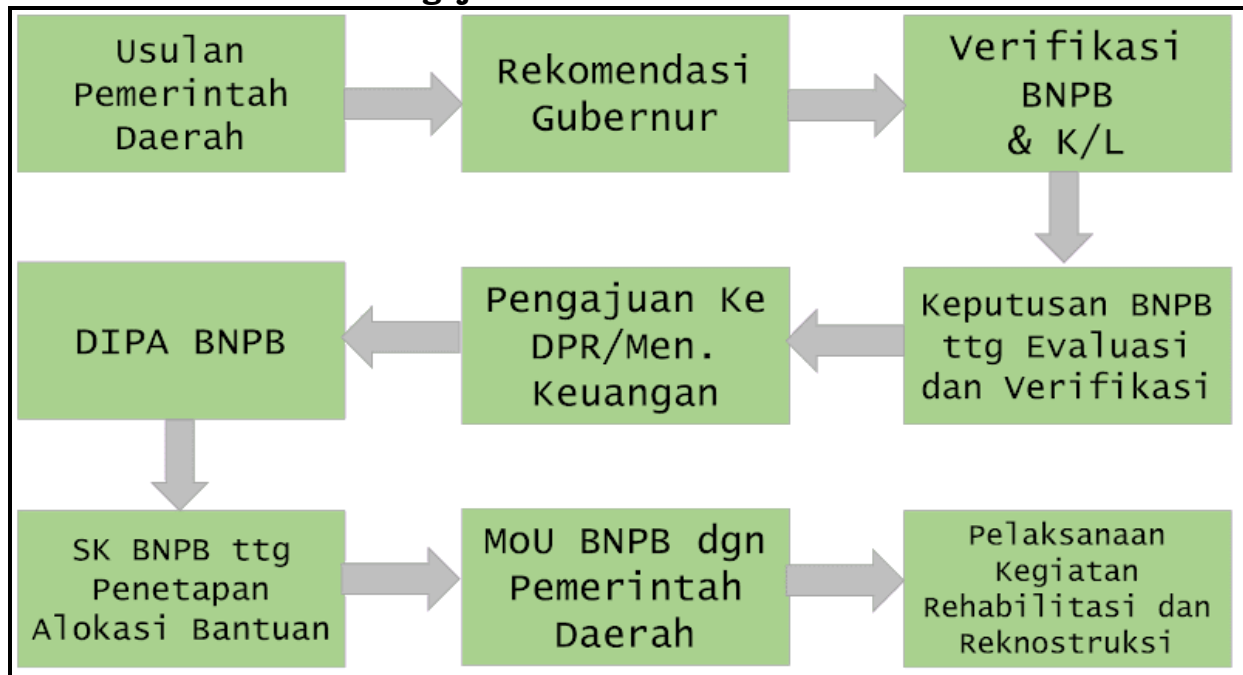 Usulan
Pemerintah
Daerah
Rekomendasi
Gubernur
Verifikasi
BNPB
& K/L
Keputusan BNPB
ttg Evaluasi
dan Verifikasi
Pengajuan Ke
DPR/Men.
Keuangan
DIPA BNPB
SK BNPB ttg
Penetapan
Alokasi Bantuan
MoU BNPB dgn
Pemerintah
Daerah
Pelaksanaan
Kegiatan
Rehabilitasi dan
Reknostruksi